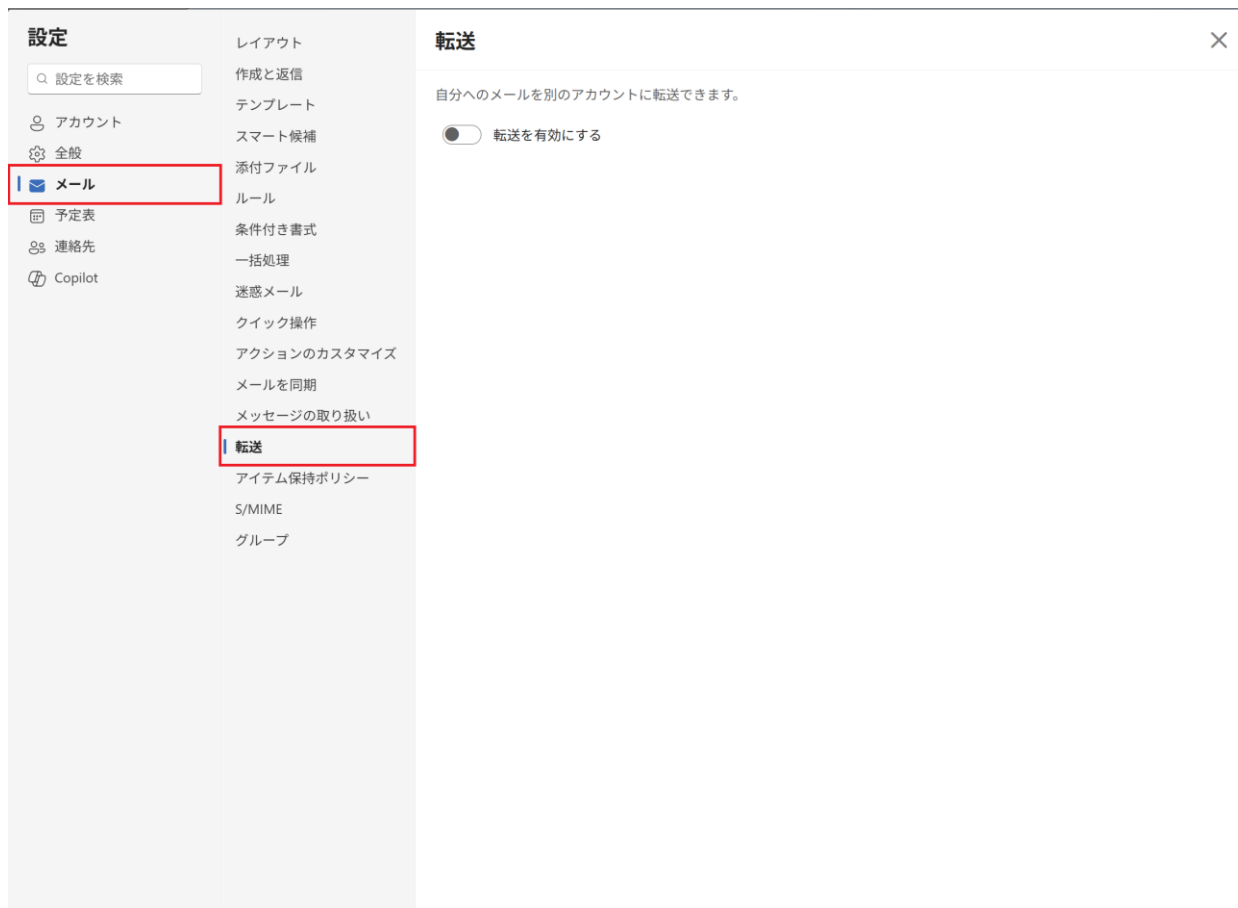 設定
設定を検索
アカウント
全般
メール
予定表
連絡先
Copilot
レイアウト
作成と返信
テンプレート
スマート候補
添付ファイル
ルール
条件付き書式
一括処理
迷惑メール
クイック操作
アクションのカスタマイズ
メールを同期
メッセージの取り扱い
転送
アイテム保持ポリシー
S/MIME
グループ
転送
自分へのメールを別のアカウントに転送できます。
転送を有効にする